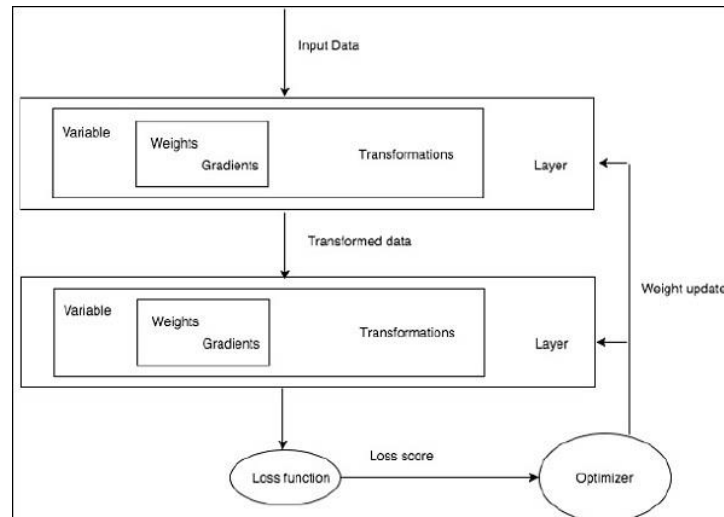 Input Data
Variable
Weights
Gradients
Transformations
Layer
Transformed data
Weight update
Variable
Weights
Gradients
Transformations
Layer
Loss function
Loss score
Optimizer